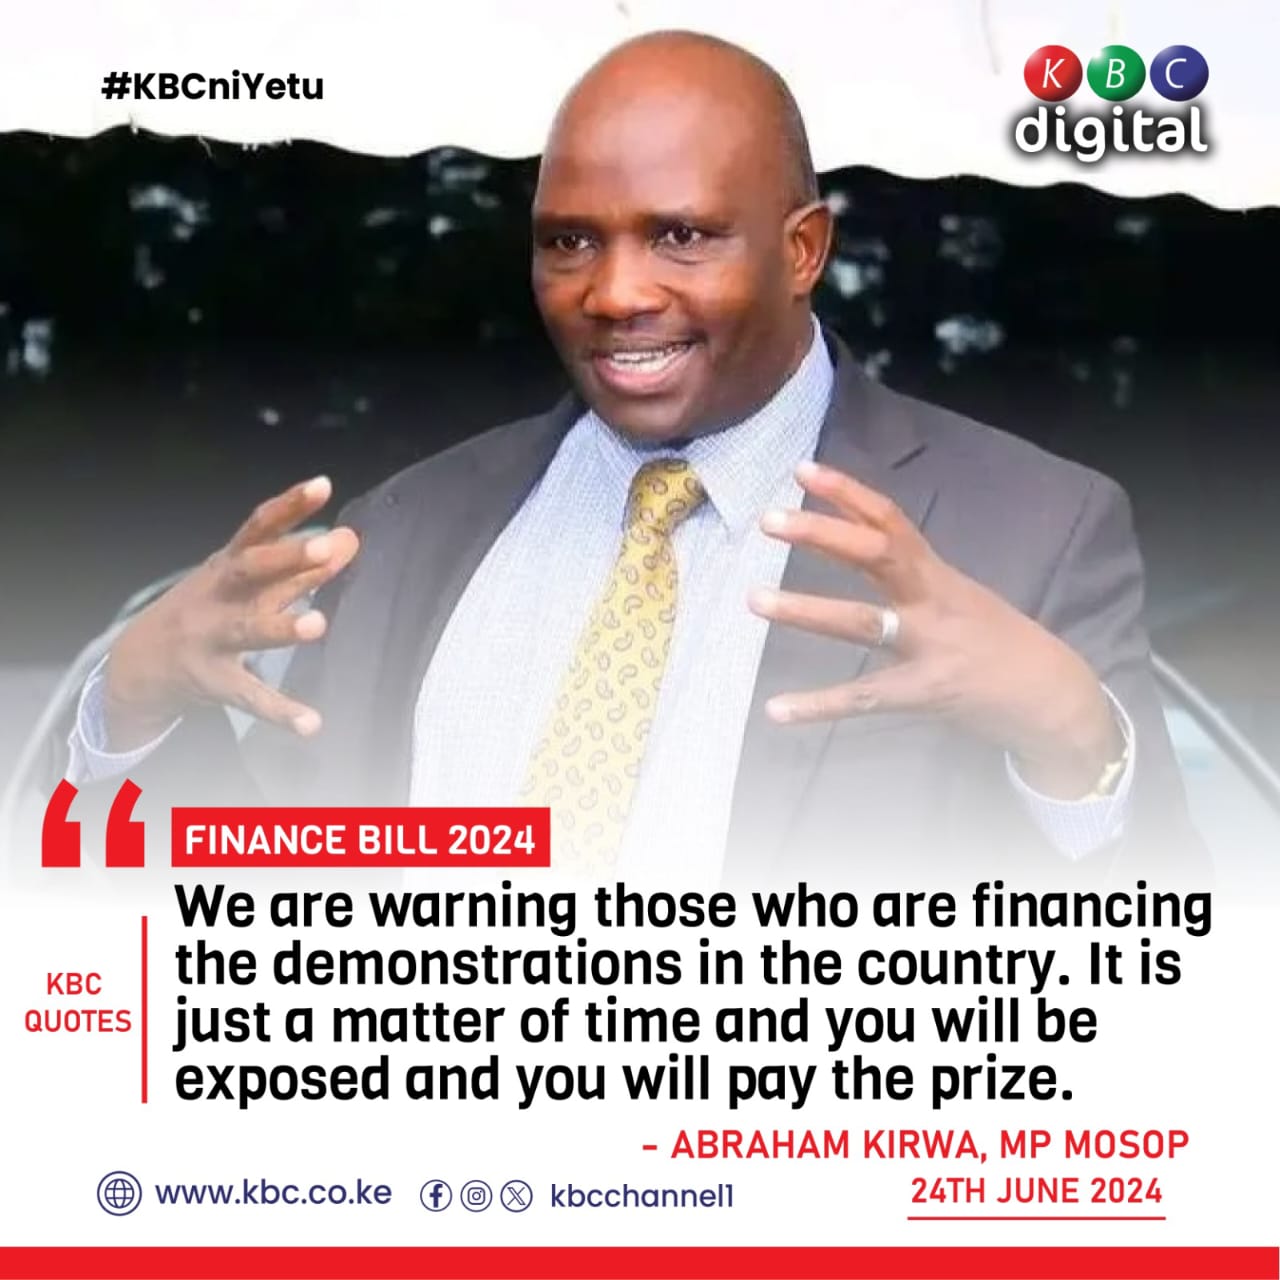 #KBCniYetu
K B C
digital
FINANCE BILL 2024
We are warning those who are financing
the demonstrations in the country. It is
just a matter of time and you will be
exposed and you will pay the prize.
KBC
QUOTES
- ABRAHAM KIRWA, MP MOSOP
24TH JUNE 2024
www.kbc.co.ke
kbcchannel1